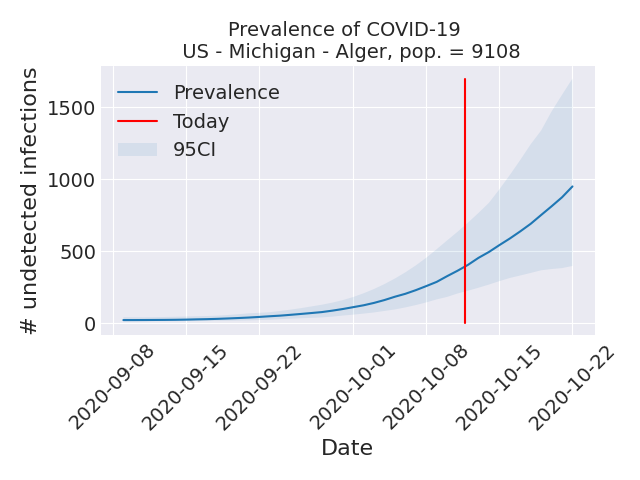 Prevalence of COVID-19
US - Michigan - Alger, pop. = 9108
# undetected infections
1500
1000
500
0
Prevalence
Today
95CI
2020-09-08
2020-09-15
2020-09-22
2020-10-01
2020-10-08
2020-10-15
2020-10-22
Date